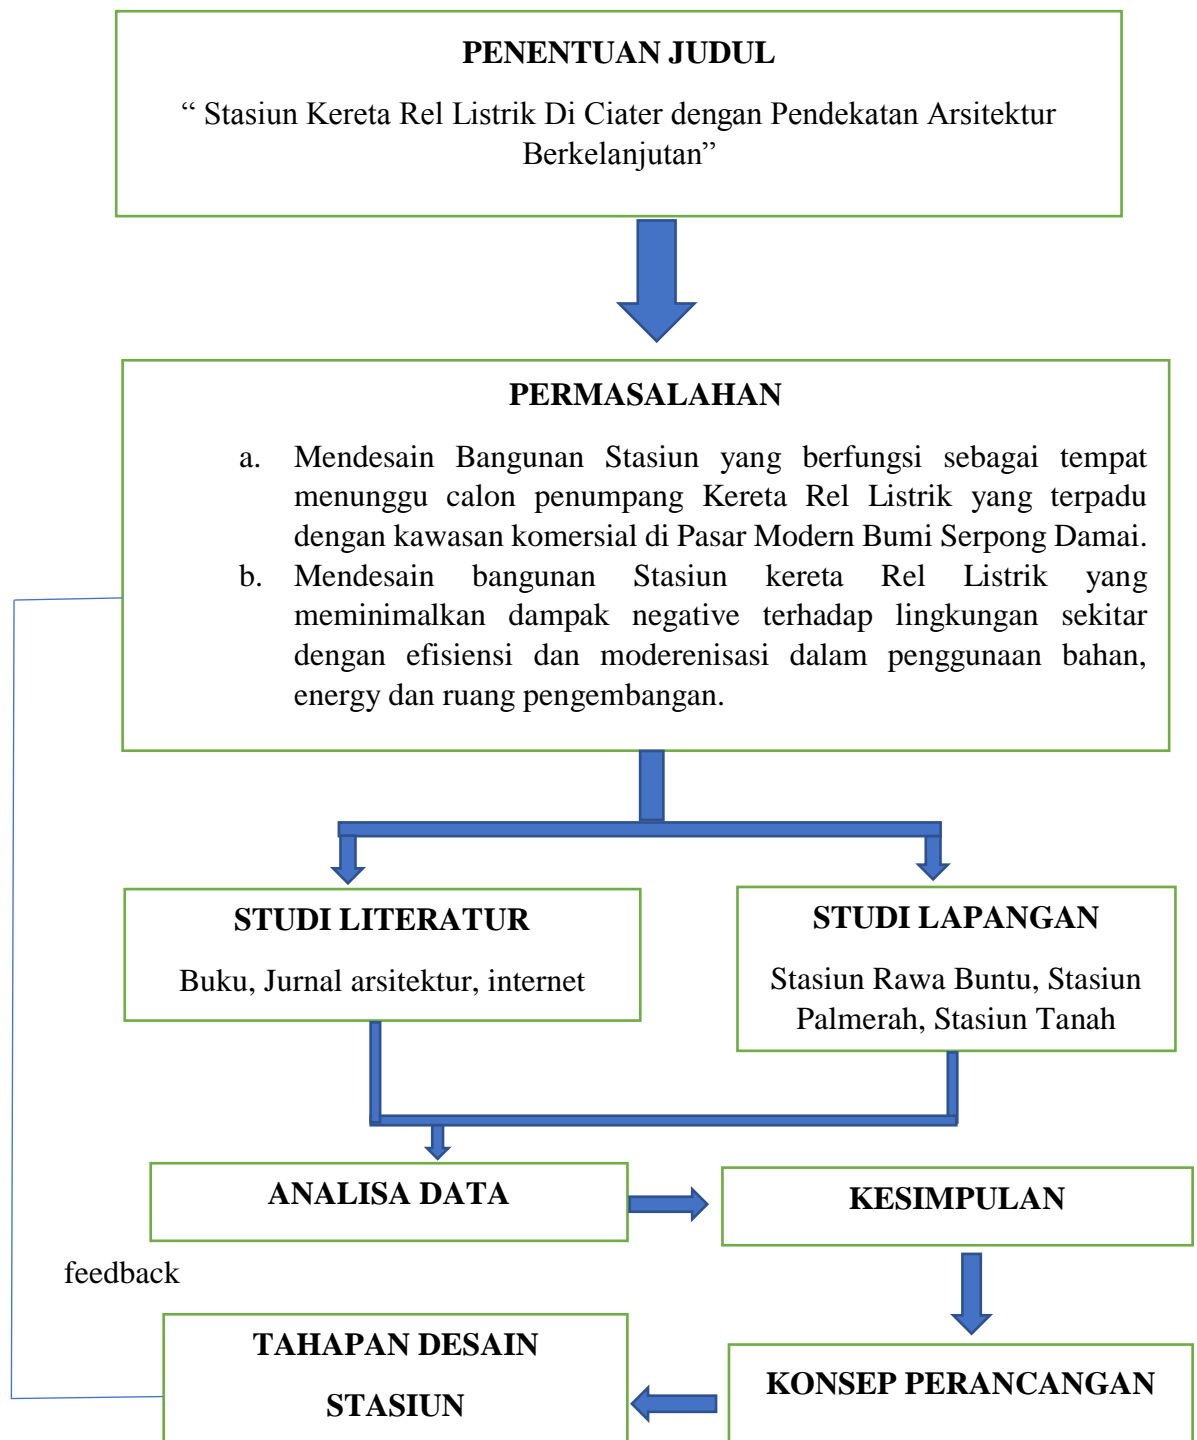 PENENTUAN JUDUL
“ Stasiun Kereta Rel Listrik Di Ciater dengan Pendekatan Arsitektur
Berkelanjutan”
PERMASALAHAN
a. Mendesain Bangunan Stasiun yang berfungsi sebagai tempat
menunggu calon penumpang Kereta Rel Listrik yang terpadu
dengan kawasan komersial di Pasar Modern Bumi Serpong Damai.
b. Mendesain bangunan Stasiun kereta Rel Listrik yang
meminimalkan dampak negative terhadap lingkungan sekitar
dengan efisiensi dan moderenisasi dalam penggunaan bahan,
energy dan ruang pengembangan.
STUDI LITERATUR
Buku, Jurnal arsitektur, internet
STUDI LAPANGAN
Stasiun Rawa Buntu, Stasiun
Palmerah, Stasiun Tanah
ANALISA DATA
KESIMPULAN
feedback
TAHAPAN DESAIN
STASIUN
KONSEP PERANCANGAN